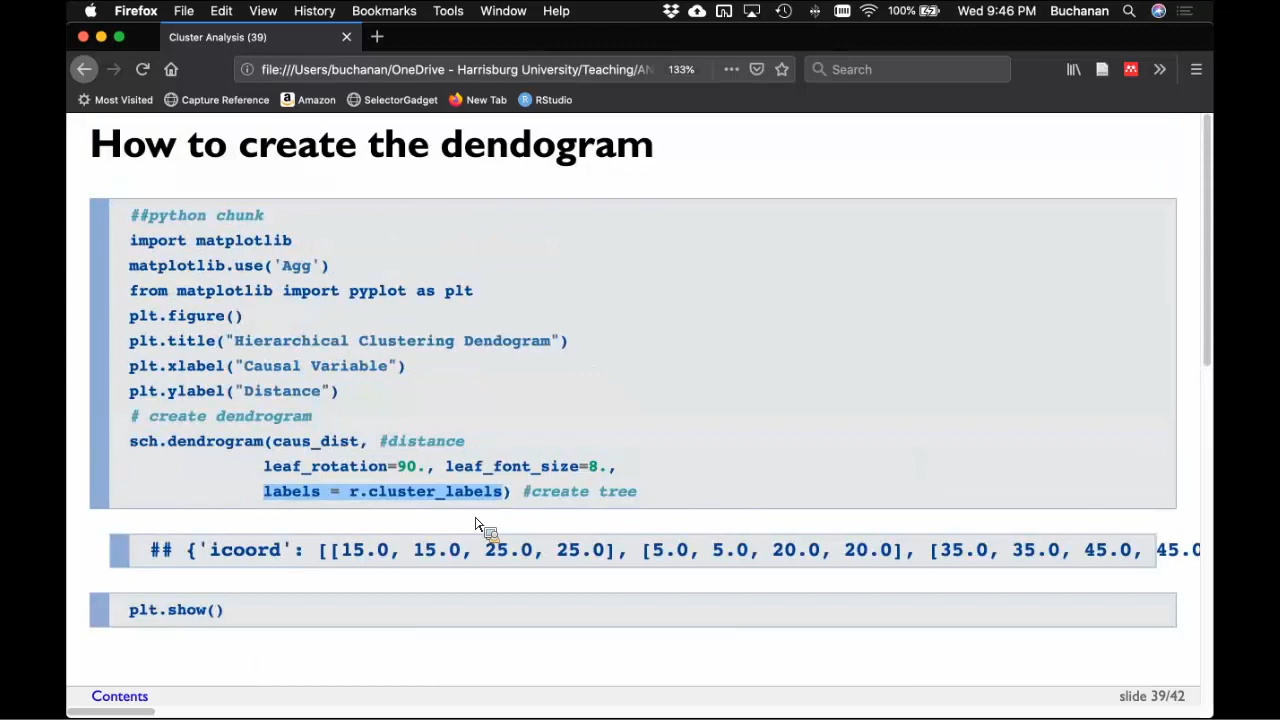 Firefox File Edit View History Bookmarks Tools Window Help 100% Wed 9:46 PM Buchanan
Cluster Analysis (39)
file:///Users/buchanan/OneDrive - Harrisburg University/Teaching/AN 133% Search
Most Visited Capture Reference Amazon SelectorGadget New Tab RStudio
How to create the dendogram
##python chunk
import matplotlib
matplotlib.use('Agg')
from matplotlib import pyplot as plt
plt.figure()
plt.title("Hierarchical Clustering Dendogram")
plt.xlabel("Causal Variable")
plt.ylabel("Distance")
# create dendrogram
sch.dendrogram(caus_dist, #distance
leaf_rotation=90., leaf_font_size=8.,
labels = r.cluster_labels) #create tree
## {'icoord': [[15.0, 15.0, 25.0, 25.0], [5.0, 5.0, 20.0, 20.0], [35.0, 35.0, 45.0, 45.0
plt.show()
Contents slide 39/42